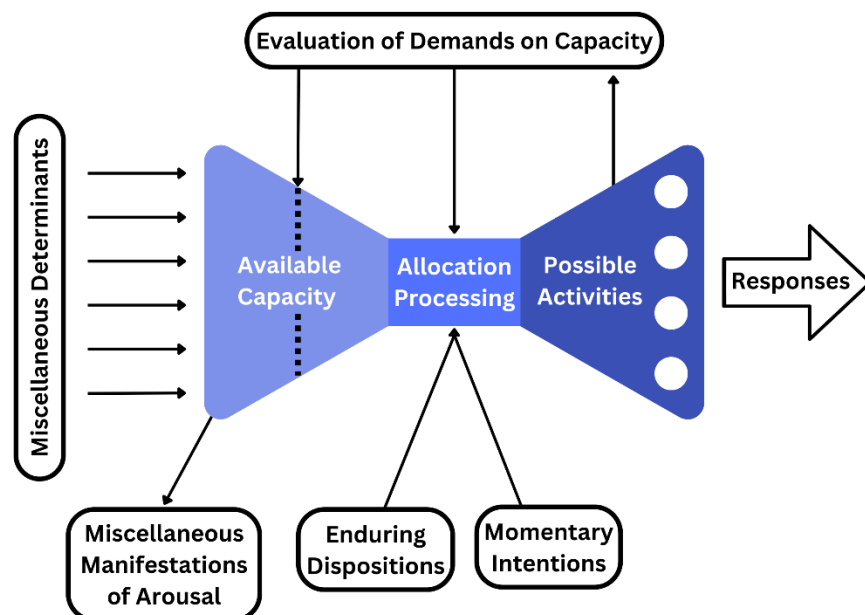 Evaluation of Demands on Capacity
Miscellaneous Determinants
Available
Capacity
Allocation
Processing
Possible
Activities
Responses
Miscellaneous
Manifestations
of Arousal
Enduring
Dispositions
Momentary
Intentions